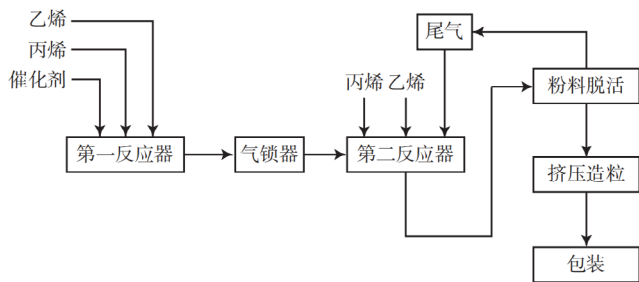 乙烯
丙烯
催化剂
尾气
丙烯 乙烯
粉料脱活
第一反应器
气锁器
第二反应器
挤压造粒
包装